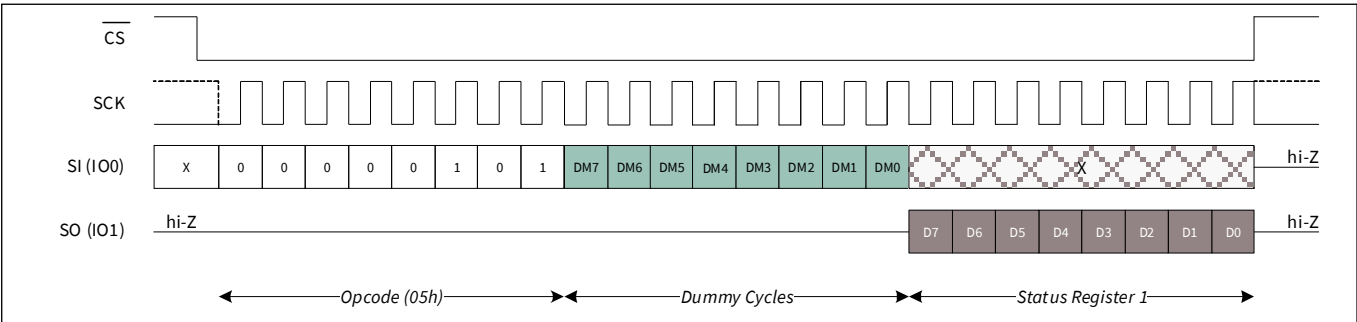 CS
SCK
SI (IO0) X 0 0 0 0 0 1 0 1 DM7 DM6 DM5 DM4 DM3 DM2 DM1 DM0 X hi-Z
SO (IO1) hi-Z D7 D6 D5 D4 D3 D2 D1 D0 hi-Z
Opcode (05h) Dummy Cycles Status Register 1